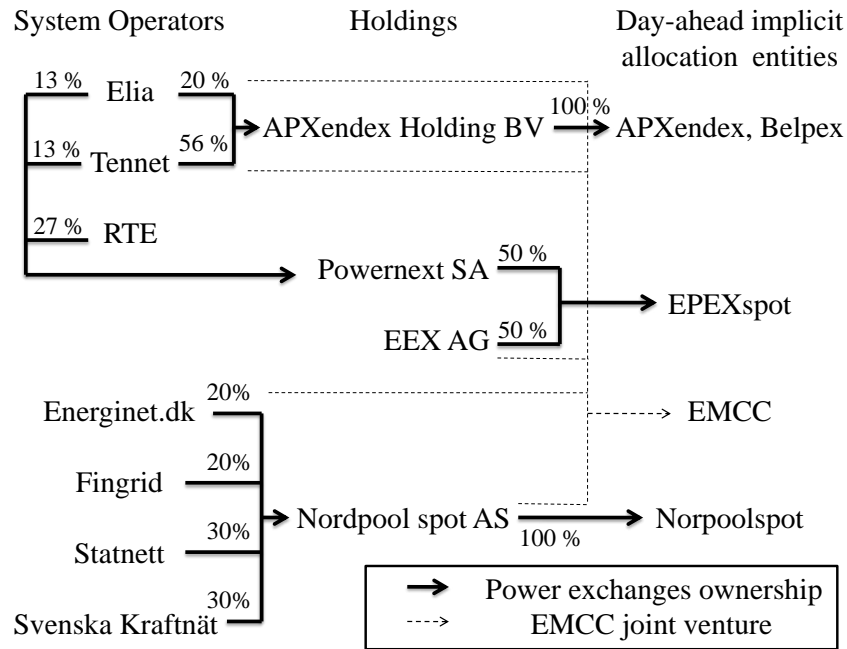 System Operators Holdings Day-ahead implicit
allocation entities
13 % Elia 20 % 100 %
APXendex Holding BV APXendex, Belpex
13 % Tennet 56 %
27 % RTE
Powernext SA 50 %
EPEXspot
EEX AG 50 %
Energinet.dk 20% EMCC
Fingrid 20%
Nordpool spot AS 100 % Norpoolspot
Statnett 30%
Svenska Kraftnät 30%
Power exchanges ownership
EMCC joint venture